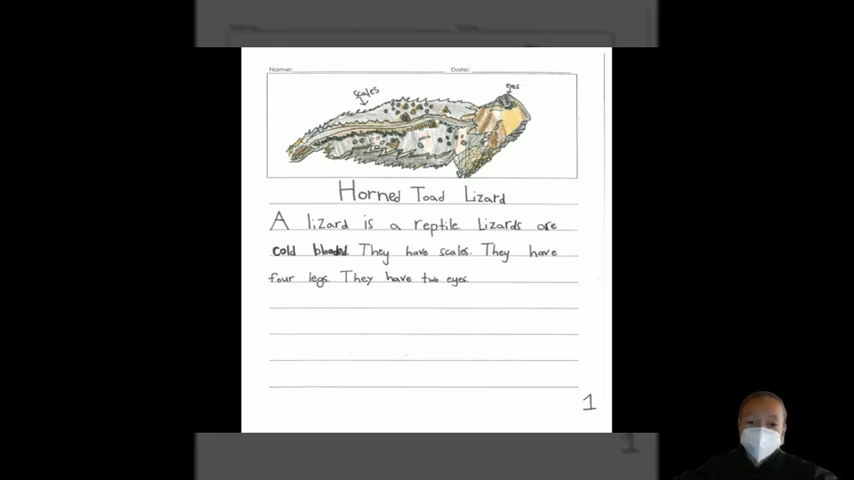 Name: Date:
scales
eyes
Horned Toad Lizard
A lizard is a reptile. Lizards are
cold blooded. They have scales. They have
four legs. They have two eyes.
1